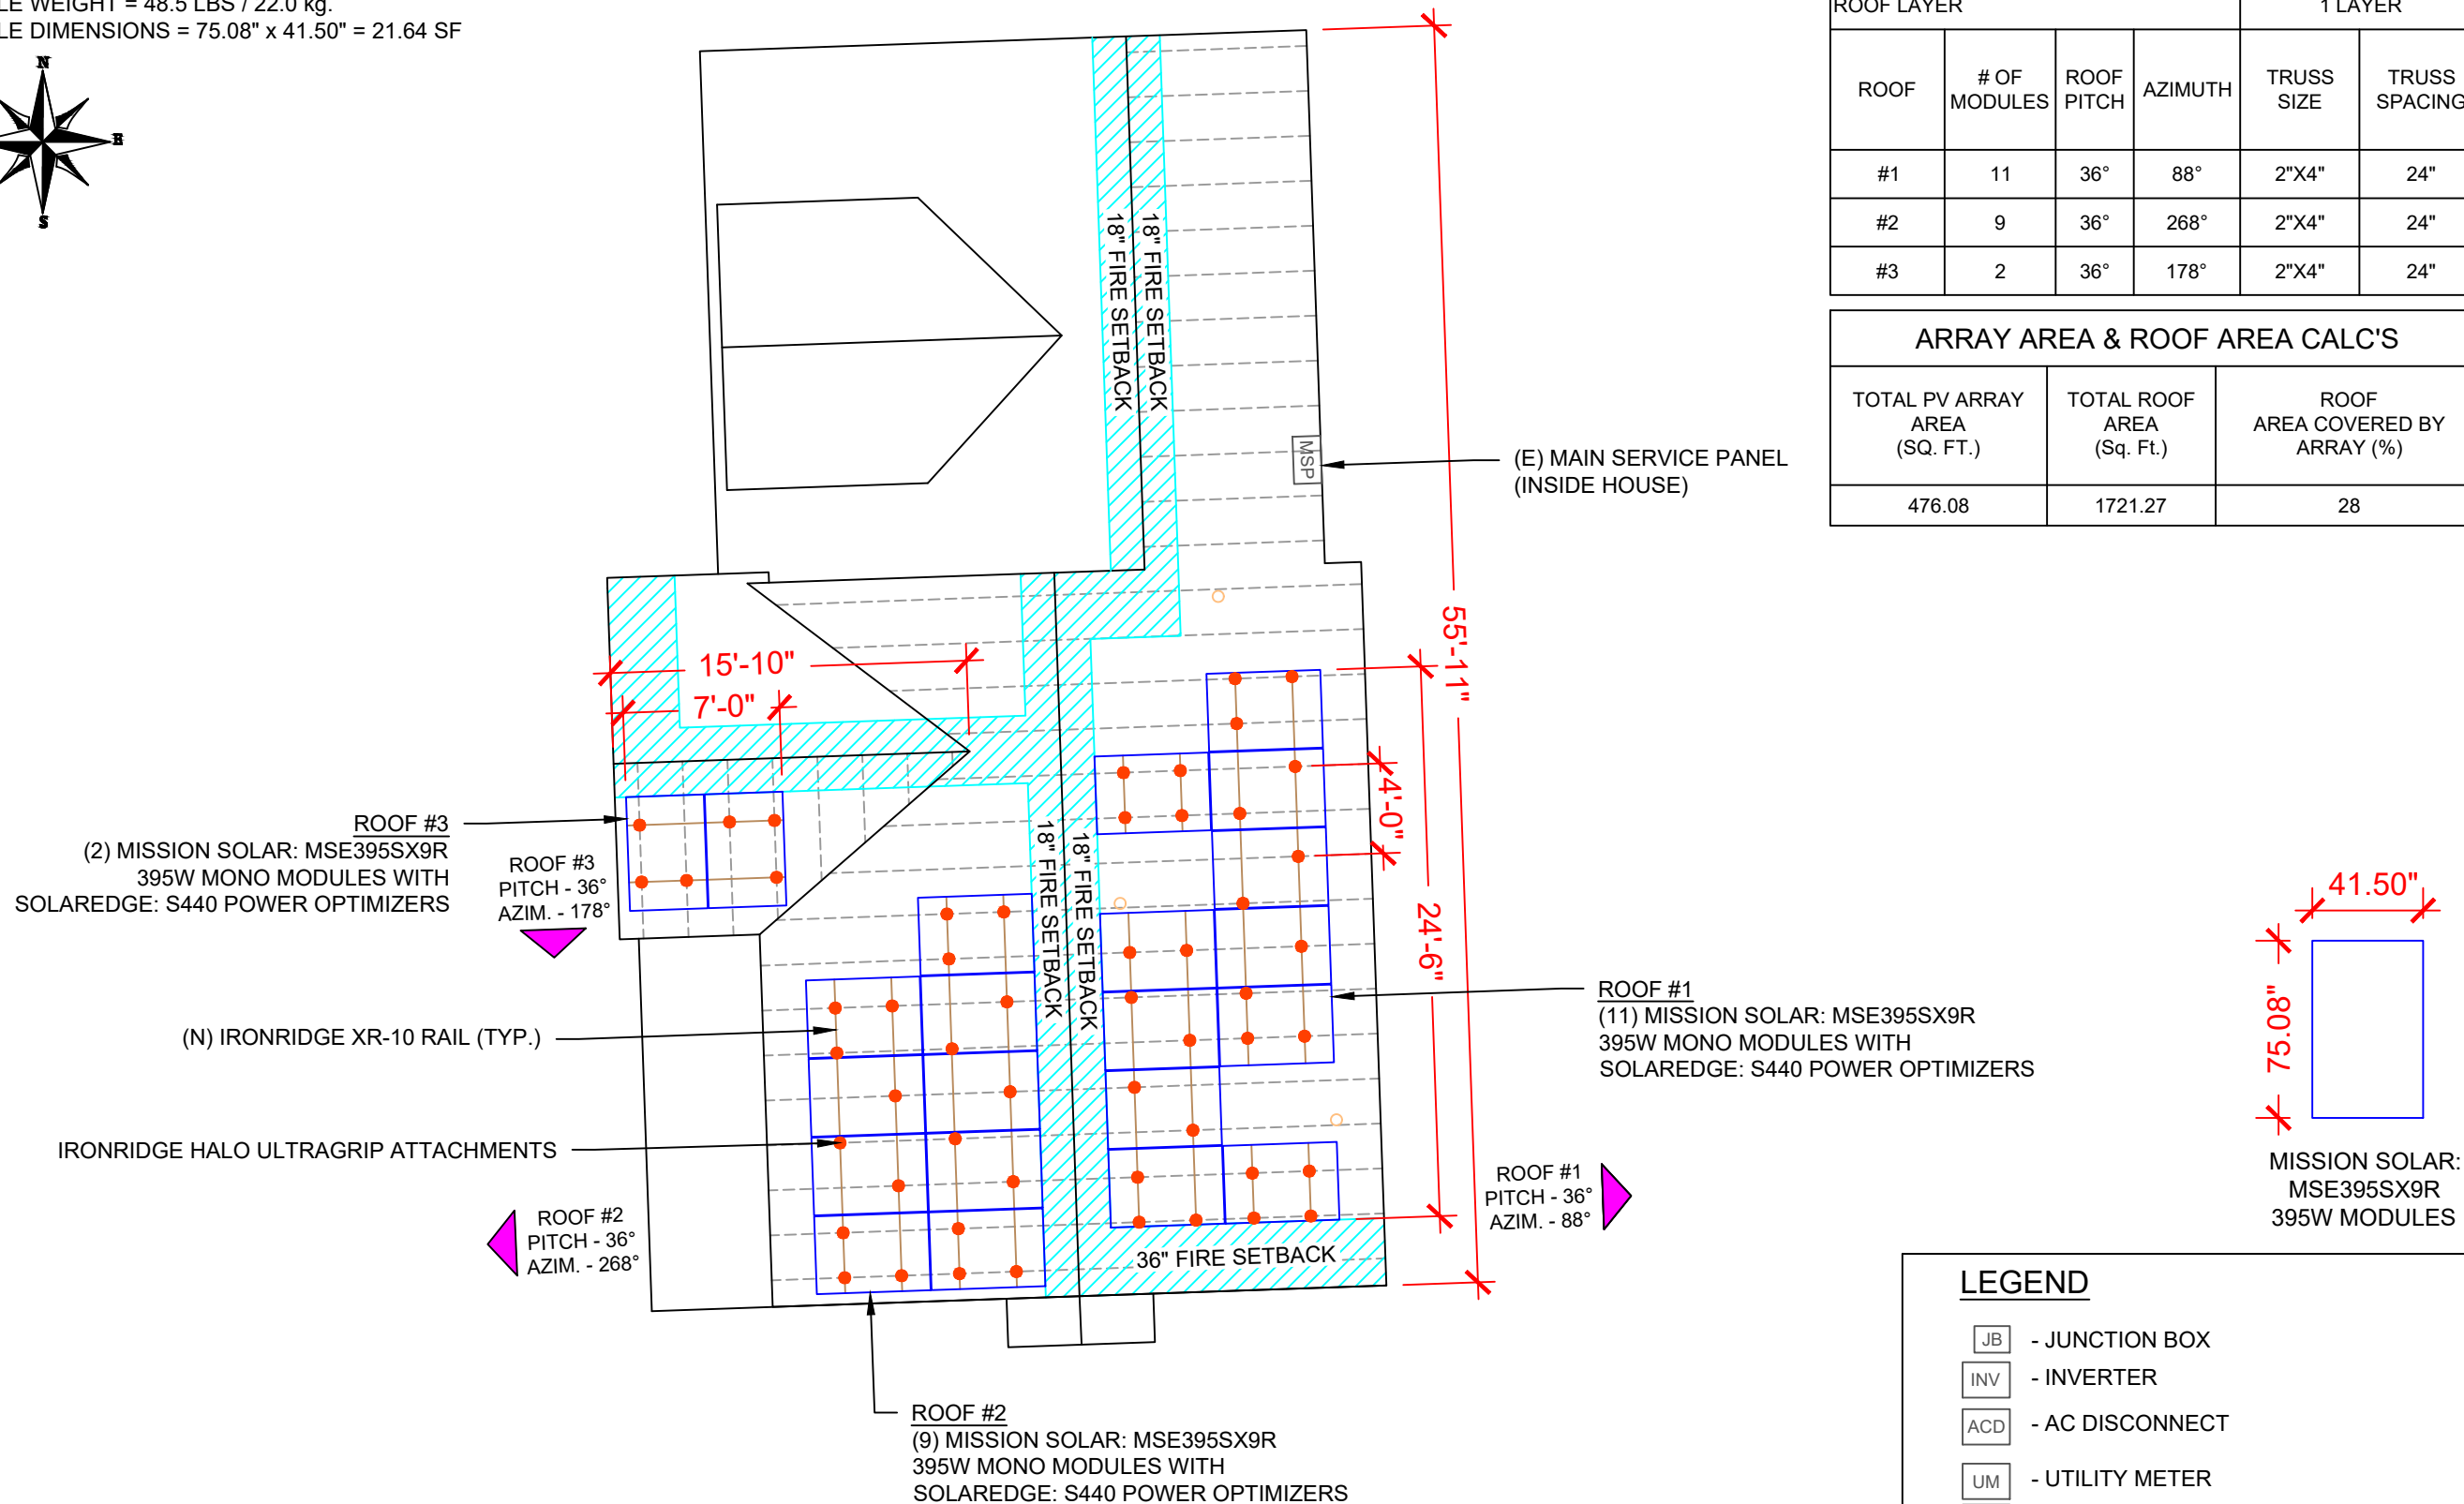 LE WEIGHT = 48.5 LBS / 22.0 kg.
LE DIMENSIONS = 75.08" x 41.50" = 21.64 SF
N
E
S
ROOF LAYER 1 LAYER
ROOF # OF MODULES ROOF PITCH AZIMUTH TRUSS SIZE TRUSS SPACING
#1 11 36° 88° 2"X4" 24"
#2 9 36° 268° 2"X4" 24"
#3 2 36° 178° 2"X4" 24"
ARRAY AREA & ROOF AREA CALC'S
TOTAL PV ARRAY AREA (SQ. FT.) TOTAL ROOF AREA (Sq. Ft.) ROOF AREA COVERED BY ARRAY (%)
476.08 1721.27 28
18" FIRE SETBACK
18" FIRE SETBACK
MSP
(E) MAIN SERVICE PANEL
(INSIDE HOUSE)
55'-11"
15'-10"
7'-0"
4'-0"
24'-6"
ROOF #3
(2) MISSION SOLAR: MSE395SX9R
395W MONO MODULES WITH
SOLAREDGE: S440 POWER OPTIMIZERS
ROOF #3
PITCH - 36°
AZIM. - 178°
18" FIRE SETBACK
18" FIRE SETBACK
(N) IRONRIDGE XR-10 RAIL (TYP.)
IRONRIDGE HALO ULTRAGRIP ATTACHMENTS
ROOF #2
PITCH - 36°
AZIM. - 268°
ROOF #1
(11) MISSION SOLAR: MSE395SX9R
395W MONO MODULES WITH
SOLAREDGE: S440 POWER OPTIMIZERS
ROOF #1
PITCH - 36°
AZIM. - 88°
36" FIRE SETBACK
ROOF #2
(9) MISSION SOLAR: MSE395SX9R
395W MONO MODULES WITH
SOLAREDGE: S440 POWER OPTIMIZERS
41.50"
75.08"
MISSION SOLAR:
MSE395SX9R
395W MODULES
LEGEND
JB - JUNCTION BOX
INV - INVERTER
ACD - AC DISCONNECT
UM - UTILITY METER